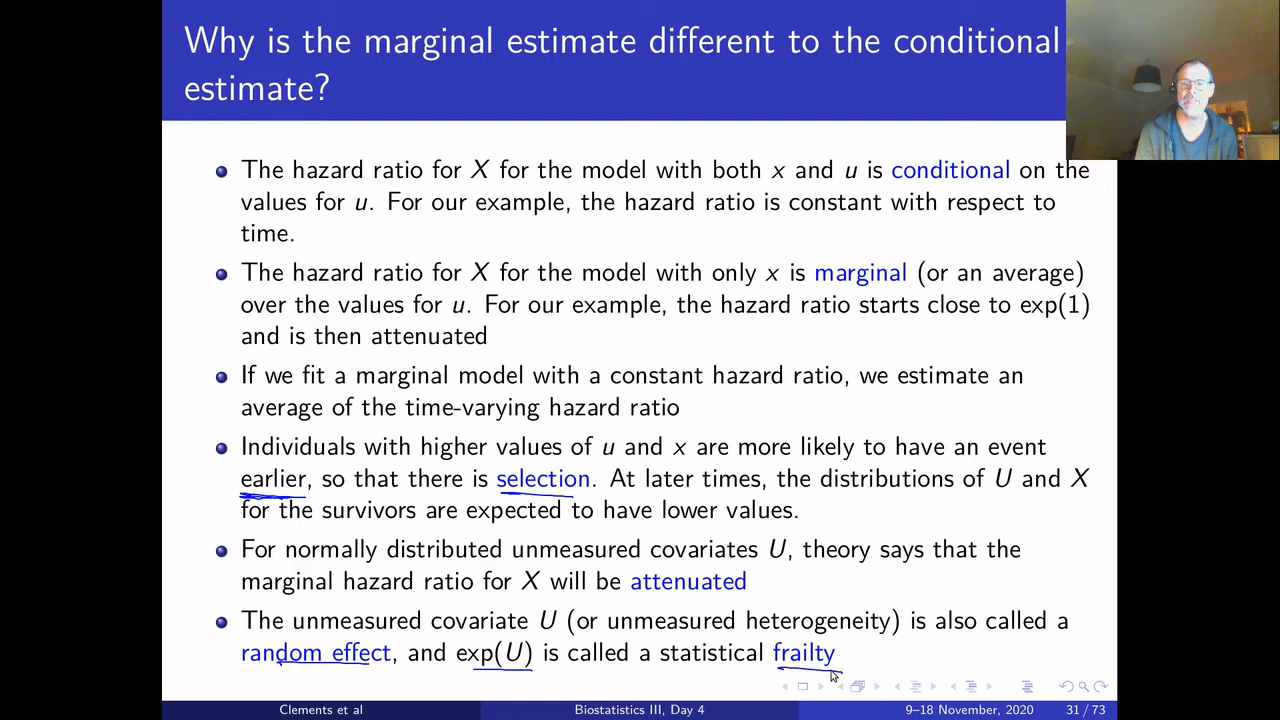 Why is the marginal estimate different to the conditional
estimate?
The hazard ratio for X for the model with both x and u is conditional on the
values for u. For our example, the hazard ratio is constant with respect to
time.
The hazard ratio for X for the model with only x is marginal (or an average)
over the values for u. For our example, the hazard ratio starts close to exp(1)
and is then attenuated
If we fit a marginal model with a constant hazard ratio, we estimate an
average of the time-varying hazard ratio
Individuals with higher values of u and x are more likely to have an event
earlier, so that there is selection. At later times, the distributions of U and X
for the survivors are expected to have lower values.
For normally distributed unmeasured covariates U, theory says that the
marginal hazard ratio for X will be attenuated
The unmeasured covariate U (or unmeasured heterogeneity) is also called a
random effect, and exp(U) is called a statistical frailty
Clements et al Biostatistics III, Day 4 9–18 November, 2020 31 / 73